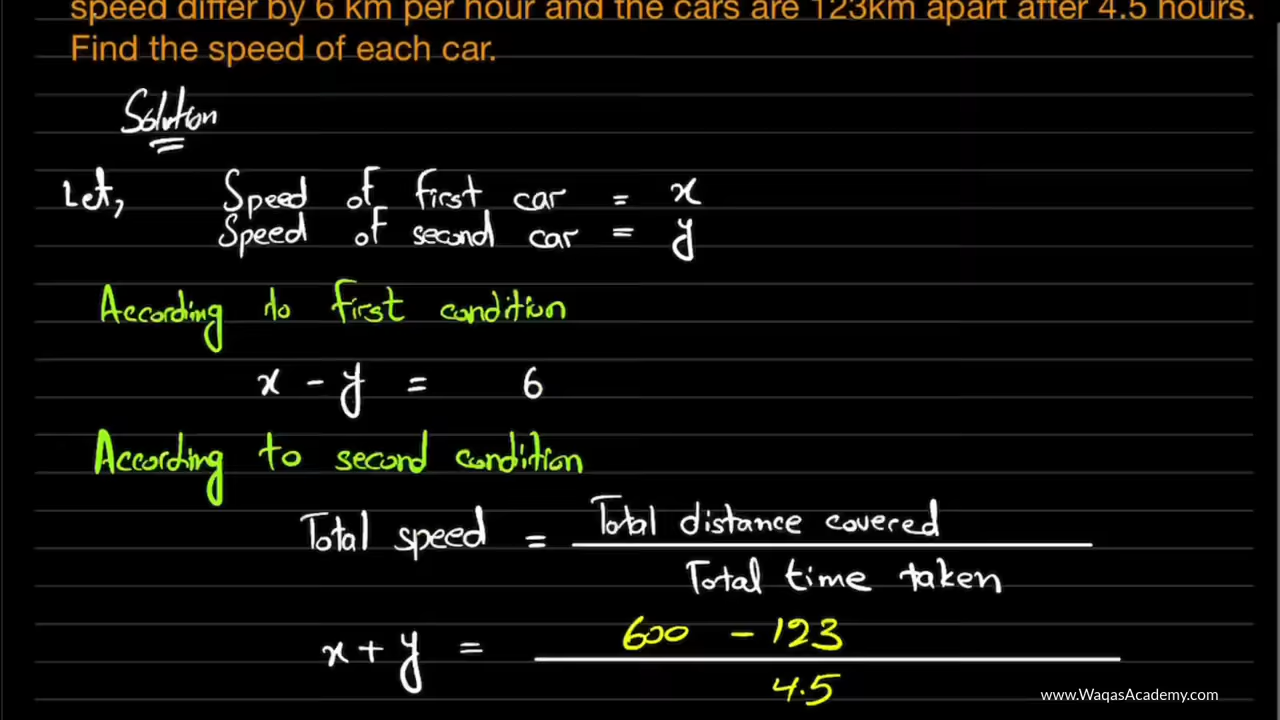 speed differ by 6 km per hour and the cars are 123km apart after 4.5 hours.
Find the speed of each car.
Solution
Let, Speed of first car = x
Speed of second car = y
According to first condition
x - y = 6
According to second condition
Total speed = Total distance covered
Total time taken
x + y = 600 - 123
4.5
www.WaqasAcademy.com